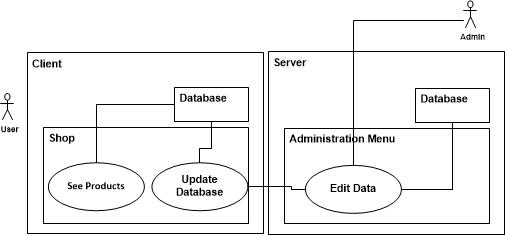 Admin
Client
Server
Database
Database
User
Shop
Administration Menu
See Products
Update
Database
Edit Data